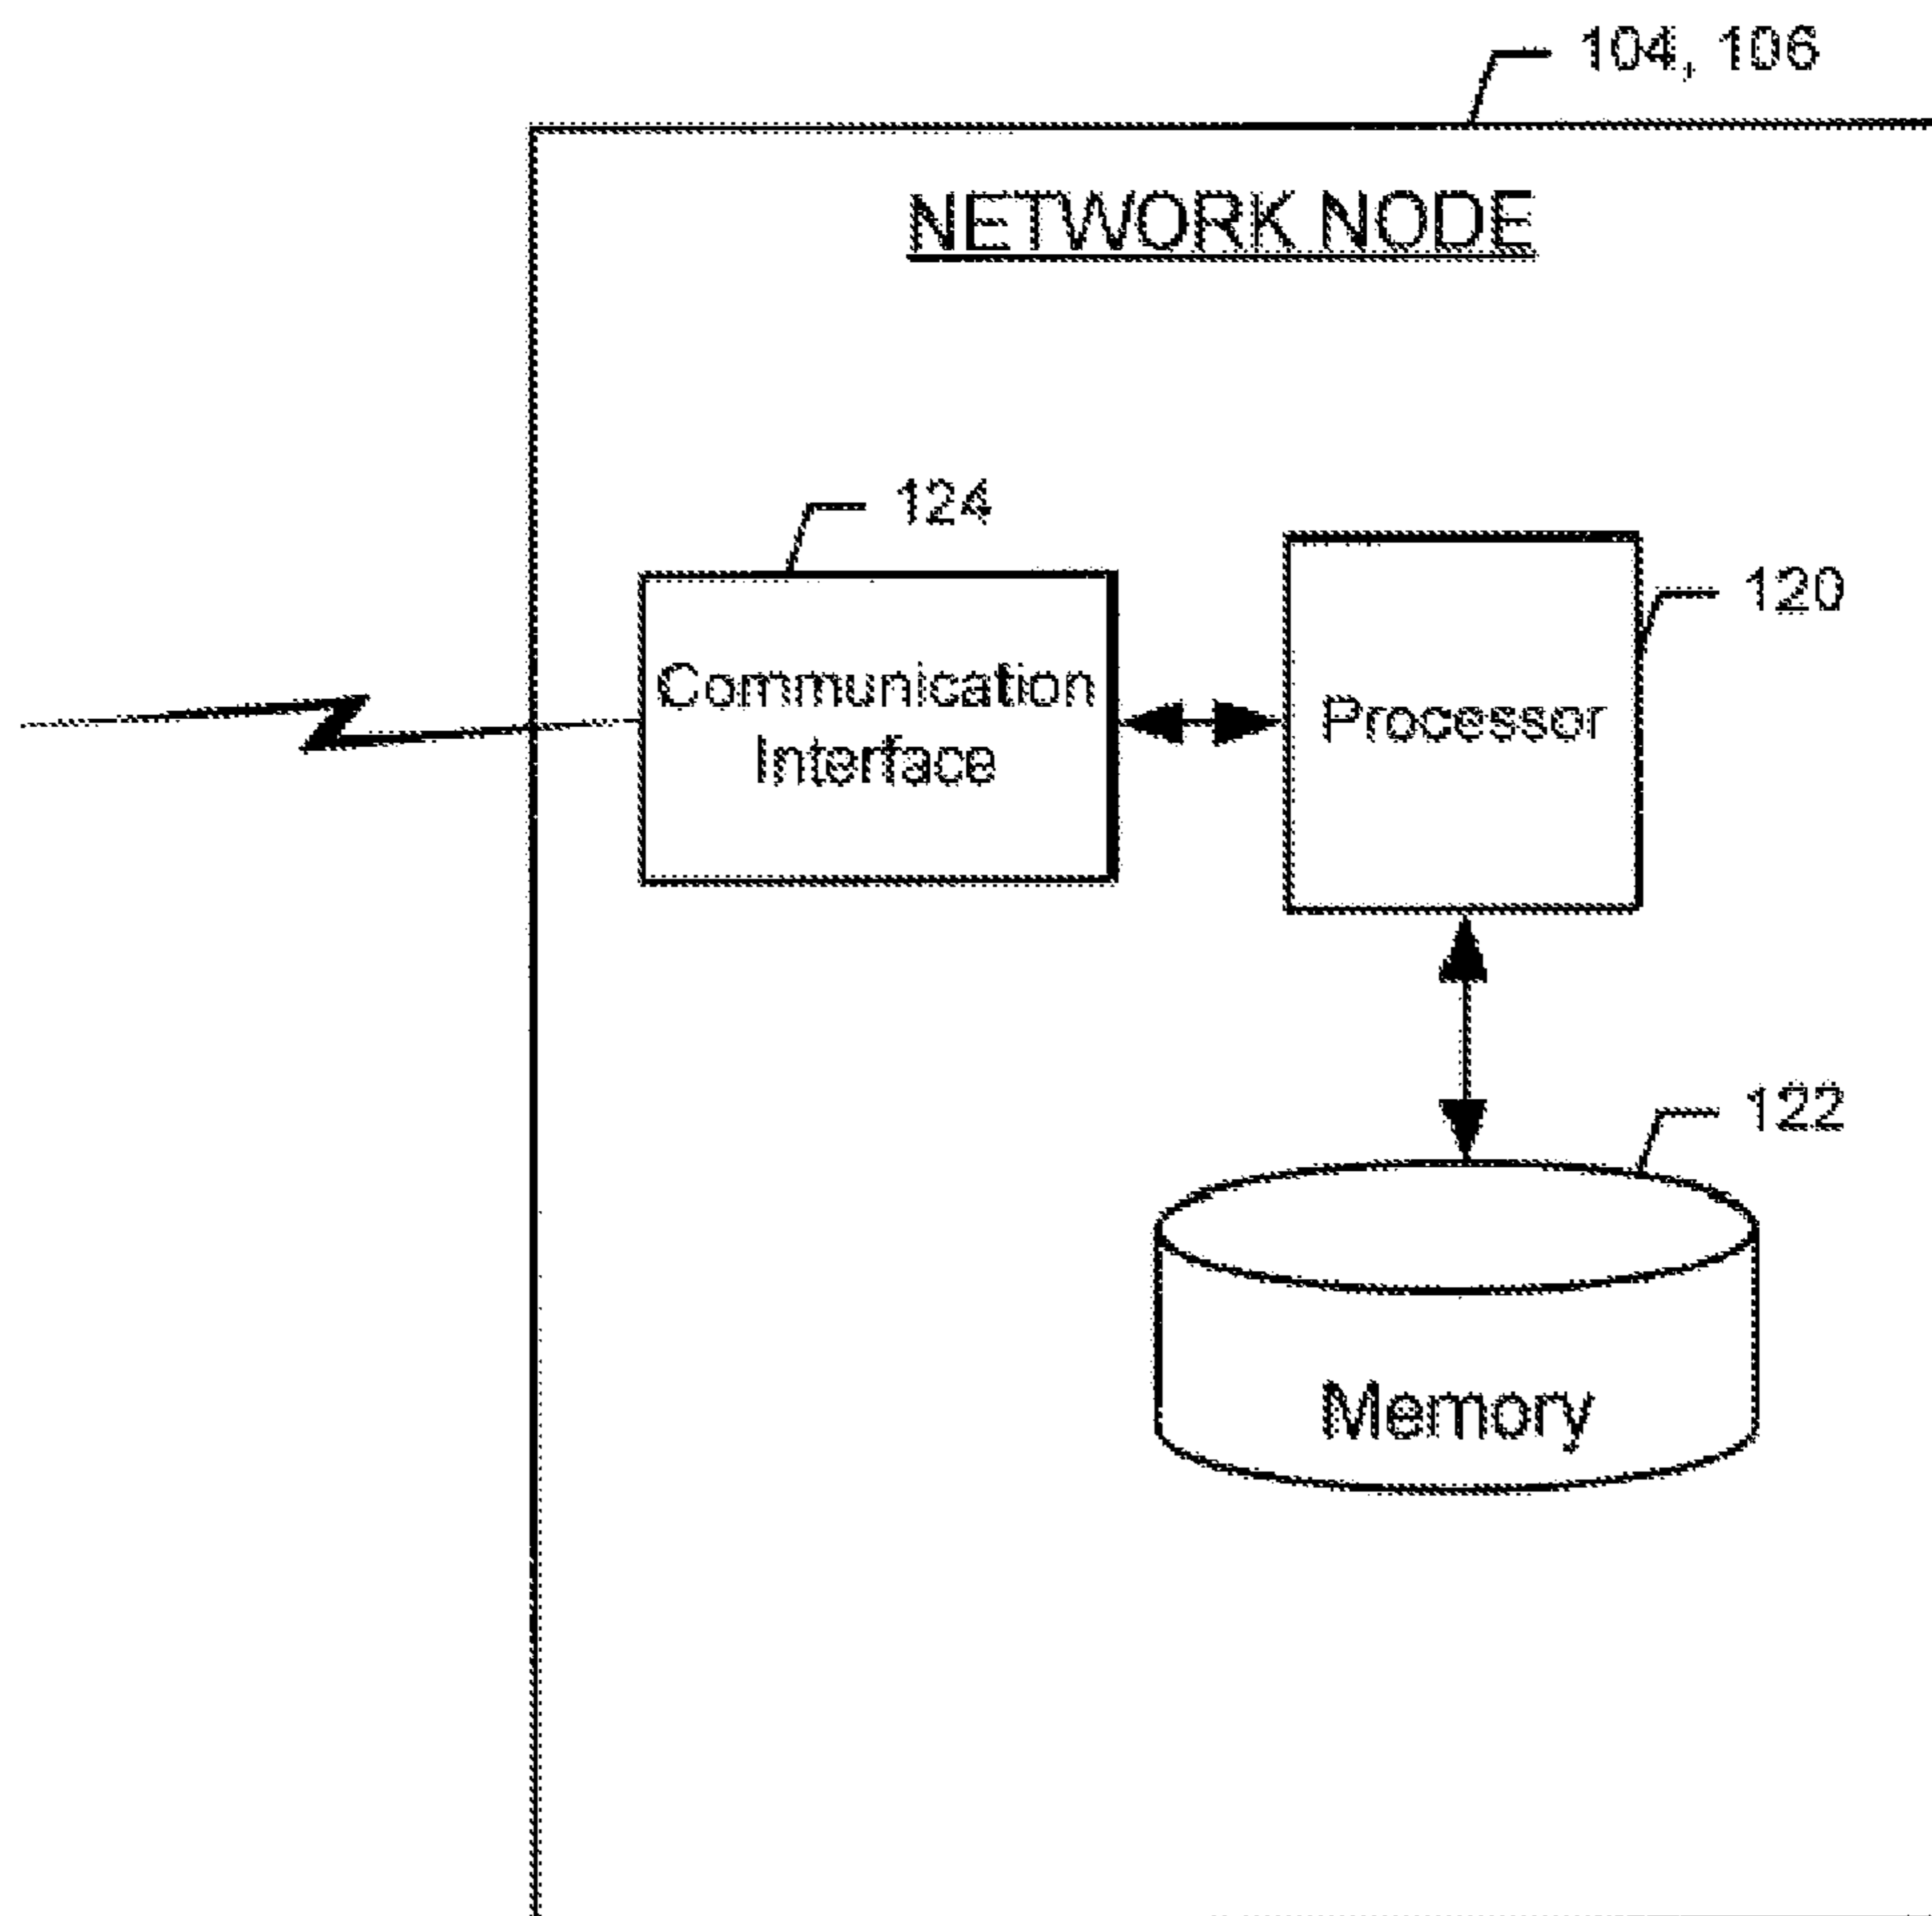 104, 106
NETWORK NODE
124
120
Communication
Interface
Processor
122
Memory